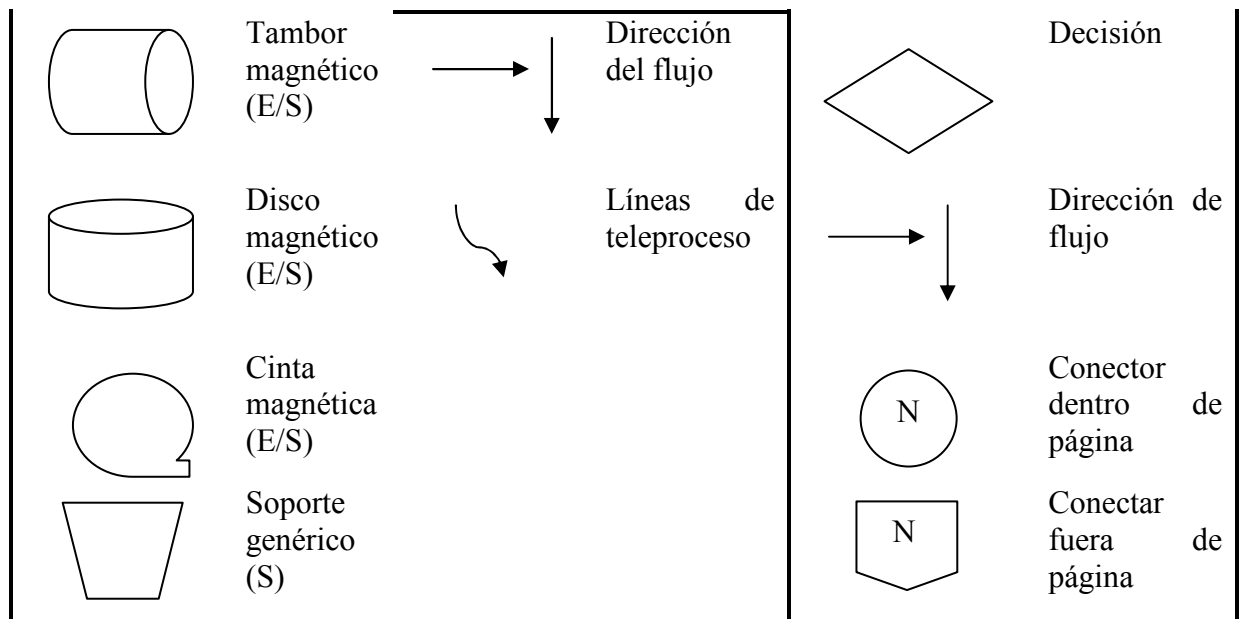 Tambor
magnético
(E/S)
Dirección
del flujo
Decisión
Disco
magnético
(E/S)
Líneas de
teleproceso
Dirección de
flujo
Cinta
magnética
(E/S)
N
Conector
dentro de
página
Soporte
genérico
(S)
N
Conectar
fuera de
página